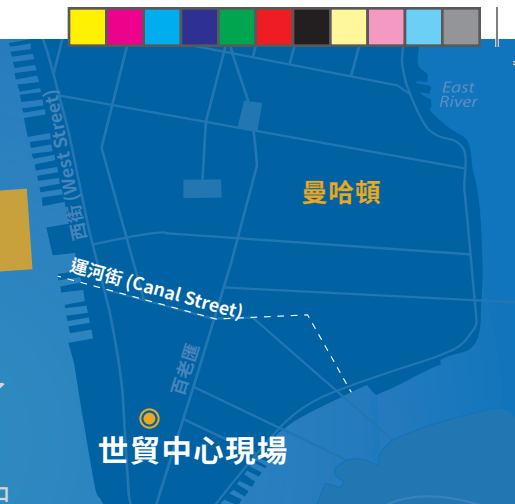 East
River
西街 (West Street)
曼哈頓
運河街 (Canal Street)
百老匯
世貿中心現場